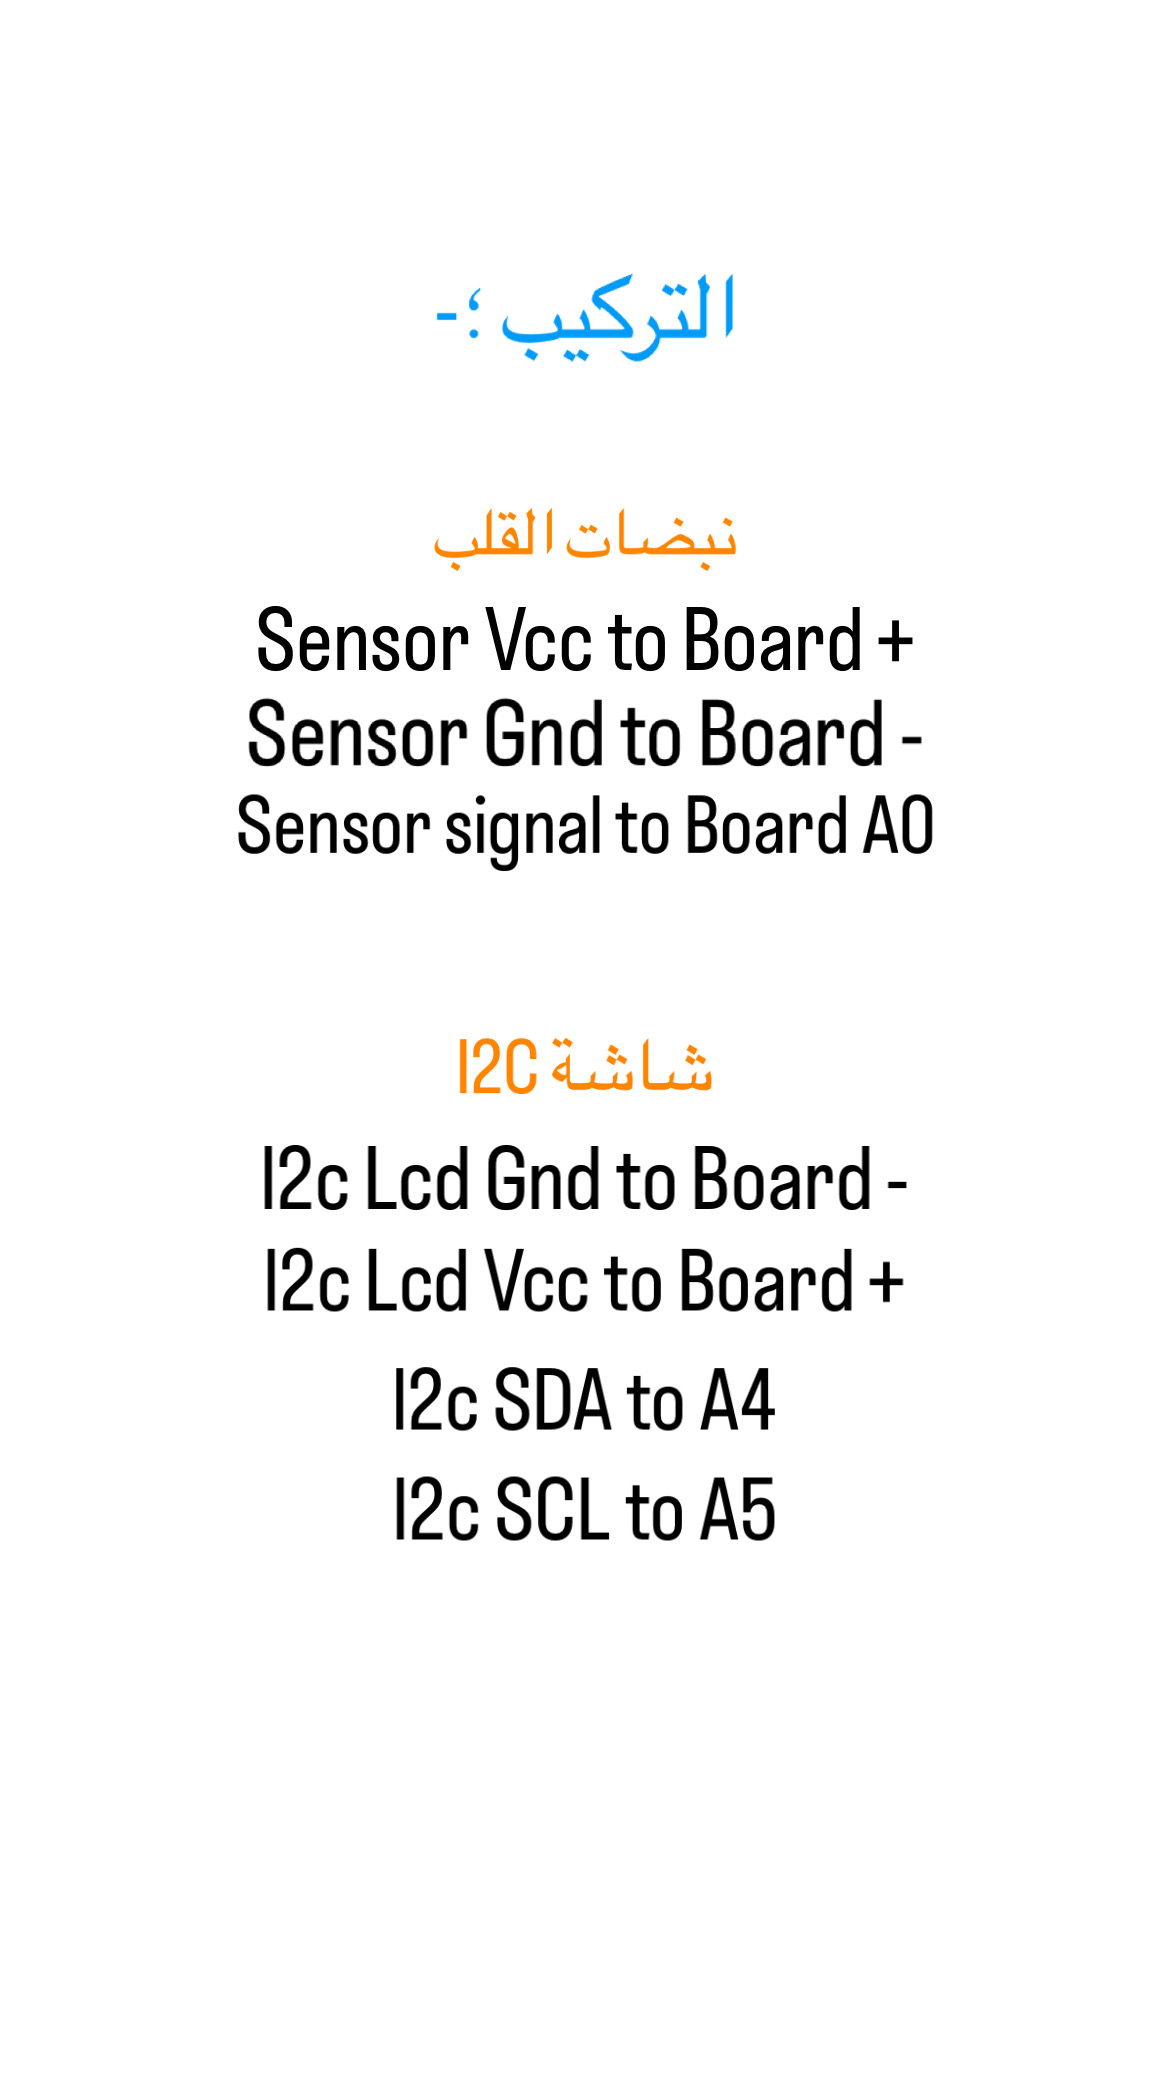 التركيب ؛-
نبضات القلب
Sensor Vcc to Board +
Sensor Gnd to Board -
Sensor signal to Board A0
شاشة I2C
I2c Lcd Gnd to Board -
I2c Lcd Vcc to Board +
I2c SDA to A4
I2c SCL to A5